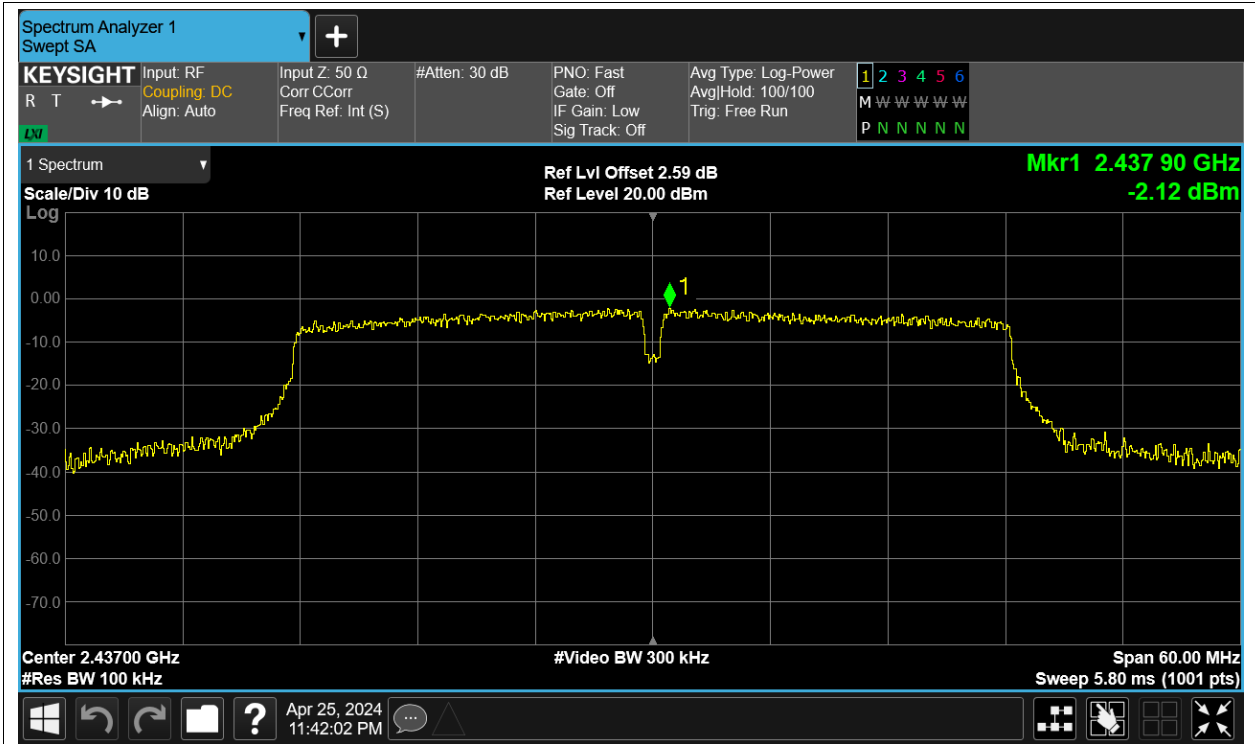 Spectrum Analyzer 1
Swept SA
KEYSIGHT
R T
LXI
Input: RF
Coupling: DC
Align: Auto
Input Z: 50 Ω
Corr CCorr
Freq Ref: Int (S)
#Atten: 30 dB
PNO: Fast
Gate: Off
IF Gain: Low
Sig Track: Off
Avg Type: Log-Power
Avg|Hold: 100/100
Trig: Free Run
1 2 3 4 5 6
M W W W W W
P N N N N N
1 Spectrum
Scale/Div 10 dB
Ref Lvl Offset 2.59 dB
Ref Level 20.00 dBm
Mkr1 2.437 90 GHz
-2.12 dBm
Log
10.0
0.00
-10.0
-20.0
-30.0
-40.0
-50.0
-60.0
-70.0
1
Center 2.43700 GHz
#Res BW 100 kHz
#Video BW 300 kHz
Span 60.00 MHz
Sweep 5.80 ms (1001 pts)
?
Apr 25, 2024
11:42:02 PM